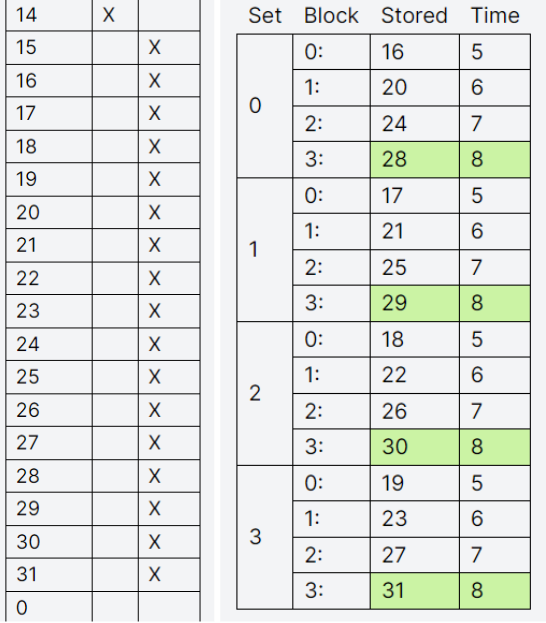 14 X
15 X
16 X
17 X
18 X
19 X
20 X
21 X
22 X
23 X
24 X
25 X
26 X
27 X
28 X
29 X
30 X
31 X
0
Set Block Stored Time
0
0: 16 5
1: 20 6
2: 24 7
3: 28 8
1
0: 17 5
1: 21 6
2: 25 7
3: 29 8
2
0: 18 5
1: 22 6
2: 26 7
3: 30 8
3
0: 19 5
1: 23 6
2: 27 7
3: 31 8